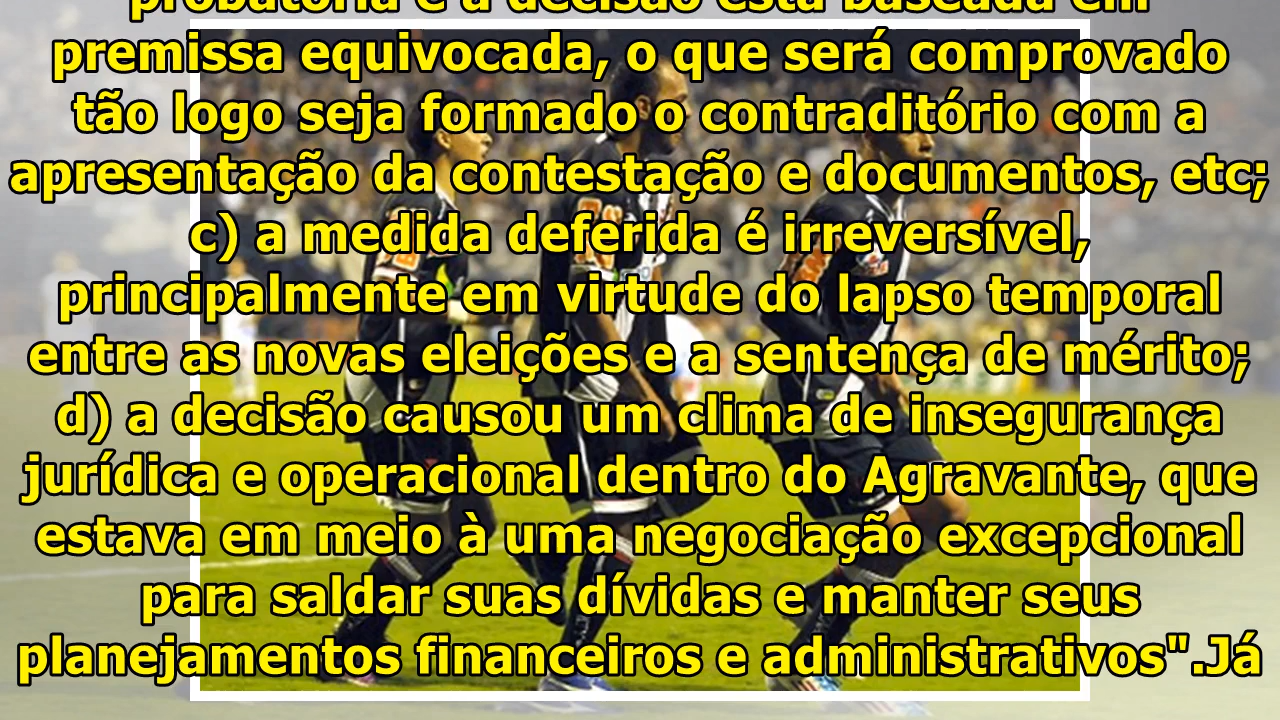 probatória e a decisão está baseada em
premissa equivocada, o que será comprovado
tão logo seja formado o contraditório com a
apresentação da contestação e documentos, etc;
c) a medida deferida é irreversível,
principalmente em virtude do lapso temporal
entre as novas eleições e a sentença de mérito;
d) a decisão causou um clima de insegurança
jurídica e operacional dentro do Agravante, que
estava em meio à uma negociação excepcional
para saldar suas dívidas e manter seus
planejamentos financeiros e administrativos".Já